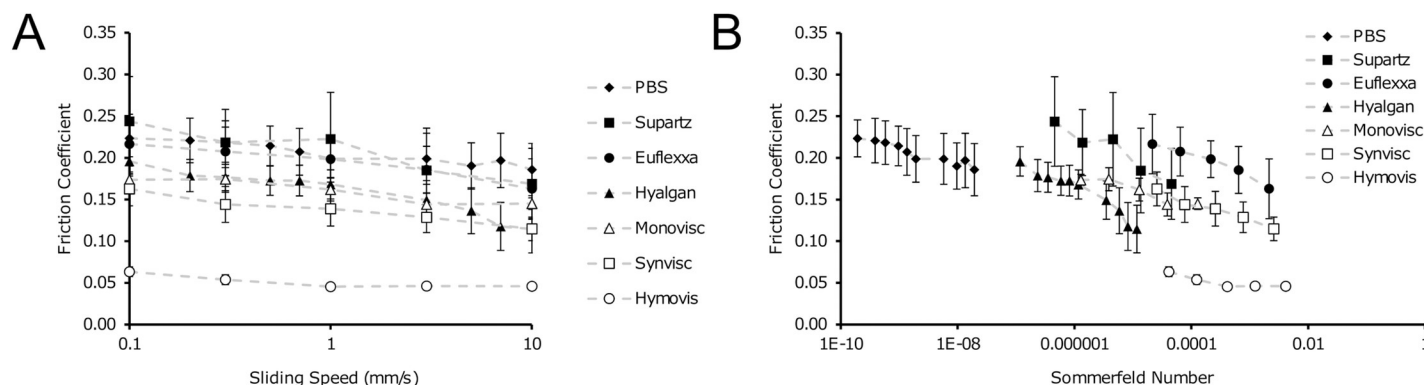 A
0.35
0.30
0.25
0.20
0.15
0.10
0.05
0.00
Friction Coefficient
0.1
1
10
Sliding Speed (mm/s)
PBS
Supartz
Euflexxa
Hyalgan
Monovisc
Synvisc
Hymovis
B
0.35
0.30
0.25
0.20
0.15
0.10
0.05
0.00
Friction Coefficient
1E-10
1E-08
0.000001
0.0001
0.01
1
Sommerfeld Number
PBS
Supartz
Euflexxa
Hyalgan
Monovisc
Synvisc
Hymovis